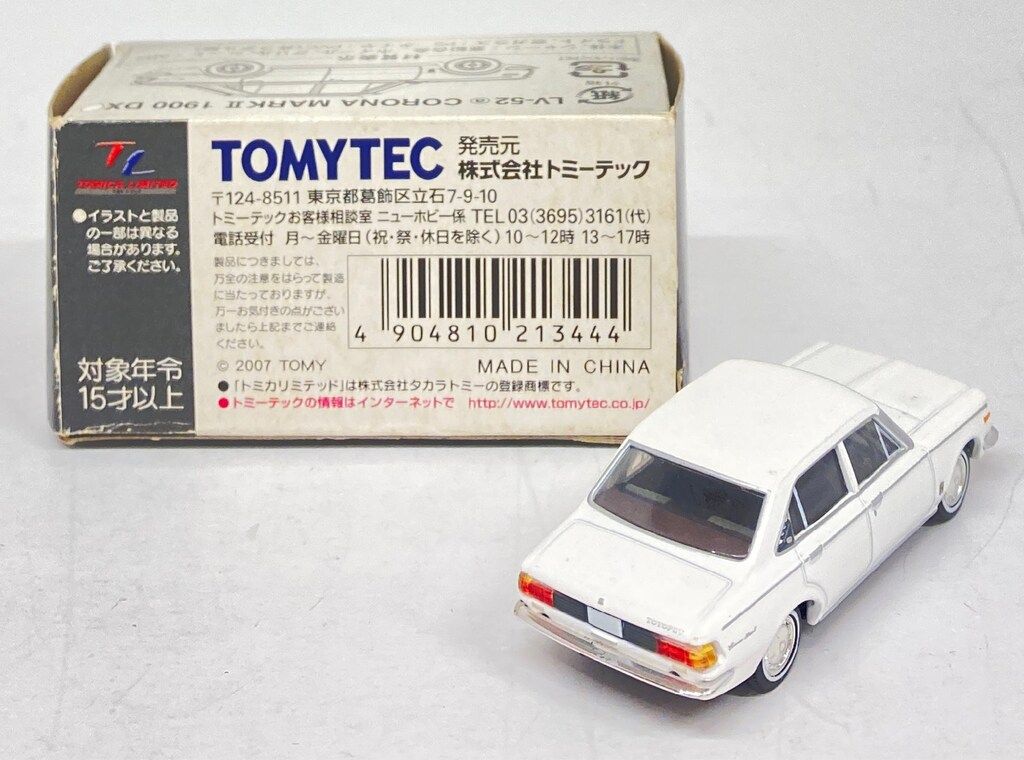 LV-52 ⓐ CORONA MARK II 1900 DX
紙
TL
TOMYTEC
発売元
株式会社トミーテック
〒124-8511 東京都葛飾区立石7-9-10
トミーテックお客様相談室 ニューホビー係 TEL 03(3695)3161(代)
電話受付 月～金曜日(祝・祭・休日を除く)10～12時 13～17時
●イラストと製品
の一部は異なる
場合があります。
ご了承ください。
対象年令
15才以上
製品につきましては、
万全の注意をはらって製造
に当たっておりますが、
万一お気付きの点がござい
ましたら上記までご連絡
ください。
4 904810 213444
© 2007 TOMY
MADE IN CHINA
●「トミカリミテッド」は株式会社タカラトミーの登録商標です。
●トミーテックの情報はインターネットで http://www.tomytec.co.jp/